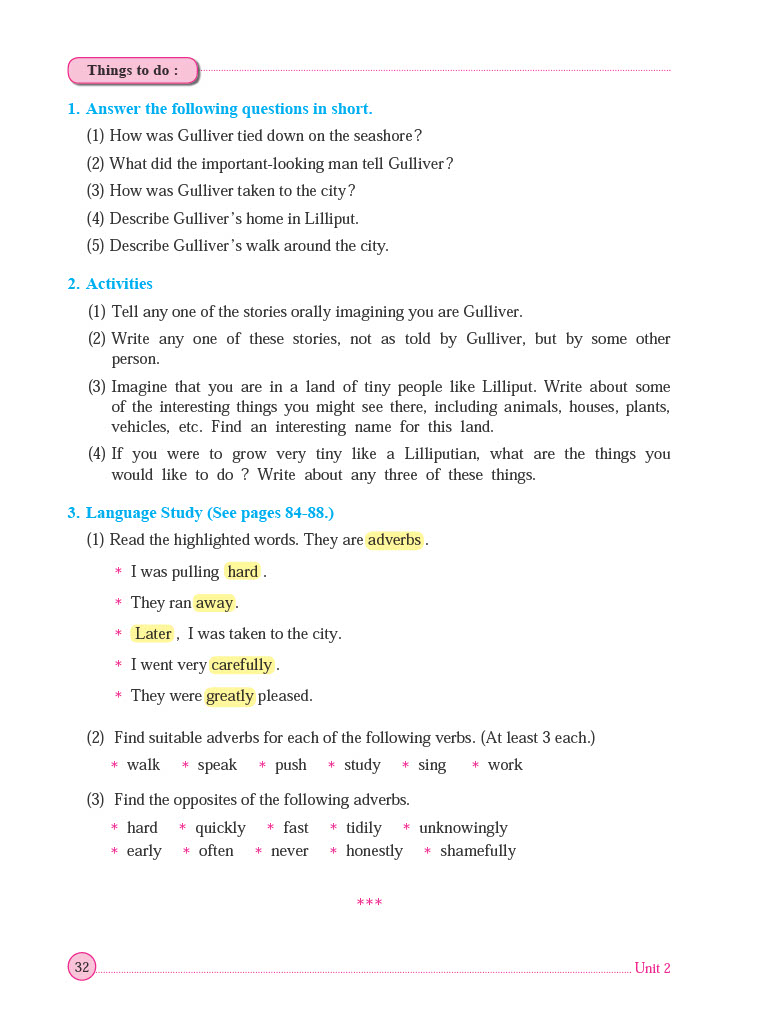 Things to do :
1. Answer the following questions in short.
(1) How was Gulliver tied down on the seashore?
(2) What did the important-looking man tell Gulliver?
(3) How was Gulliver taken to the city?
(4) Describe Gulliver’s home in Lilliput.
(5) Describe Gulliver’s walk around the city.
2. Activities
(1) Tell any one of the stories orally imagining you are Gulliver.
(2) Write any one of these stories, not as told by Gulliver, but by some other
person.
(3) Imagine that you are in a land of tiny people like Lilliput. Write about some
of the interesting things you might see there, including animals, houses, plants,
vehicles, etc. Find an interesting name for this land.
(4) If you were to grow very tiny like a Lilliputian, what are the things you
would like to do ? Write about any three of these things.
3. Language Study (See pages 84-88.)
(1) Read the highlighted words. They are adverbs.
* I was pulling hard .
* They ran away.
* Later , I was taken to the city.
* I went very carefully .
* They were greatly pleased.
(2) Find suitable adverbs for each of the following verbs. (At least 3 each.)
* walk * speak * push * study * sing * work
(3) Find the opposites of the following adverbs.
* hard * quickly * fast * tidily * unknowingly
* early * often * never * honestly * shamefully
***
32 Unit 2